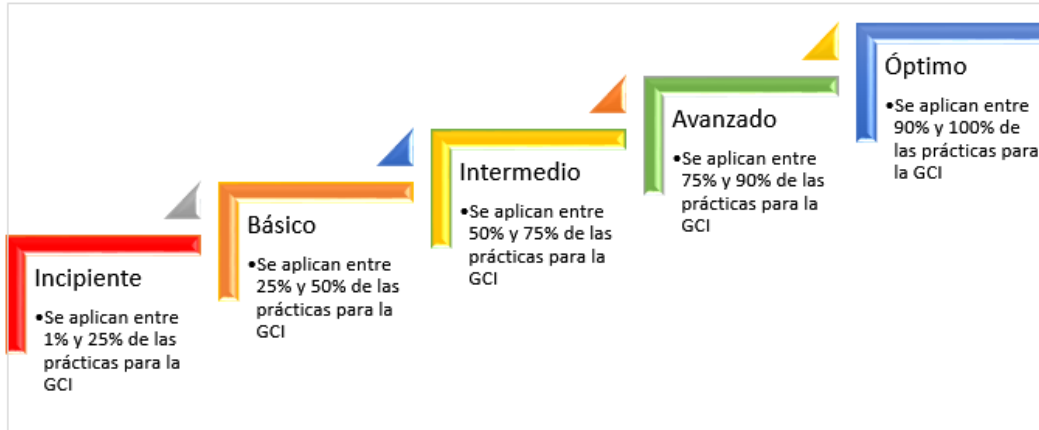 Incipiente
•Se aplican entre
1% y 25% de las
prácticas para la
GCI
Básico
•Se aplican entre
25% y 50% de las
prácticas para la
GCI
Intermedio
•Se aplican entre
50% y 75% de las
prácticas para la
GCI
Avanzado
•Se aplican entre
75% y 90% de las
prácticas para la
GCI
Óptimo
•Se aplican entre
90% y 100% de
las prácticas para
la GCI